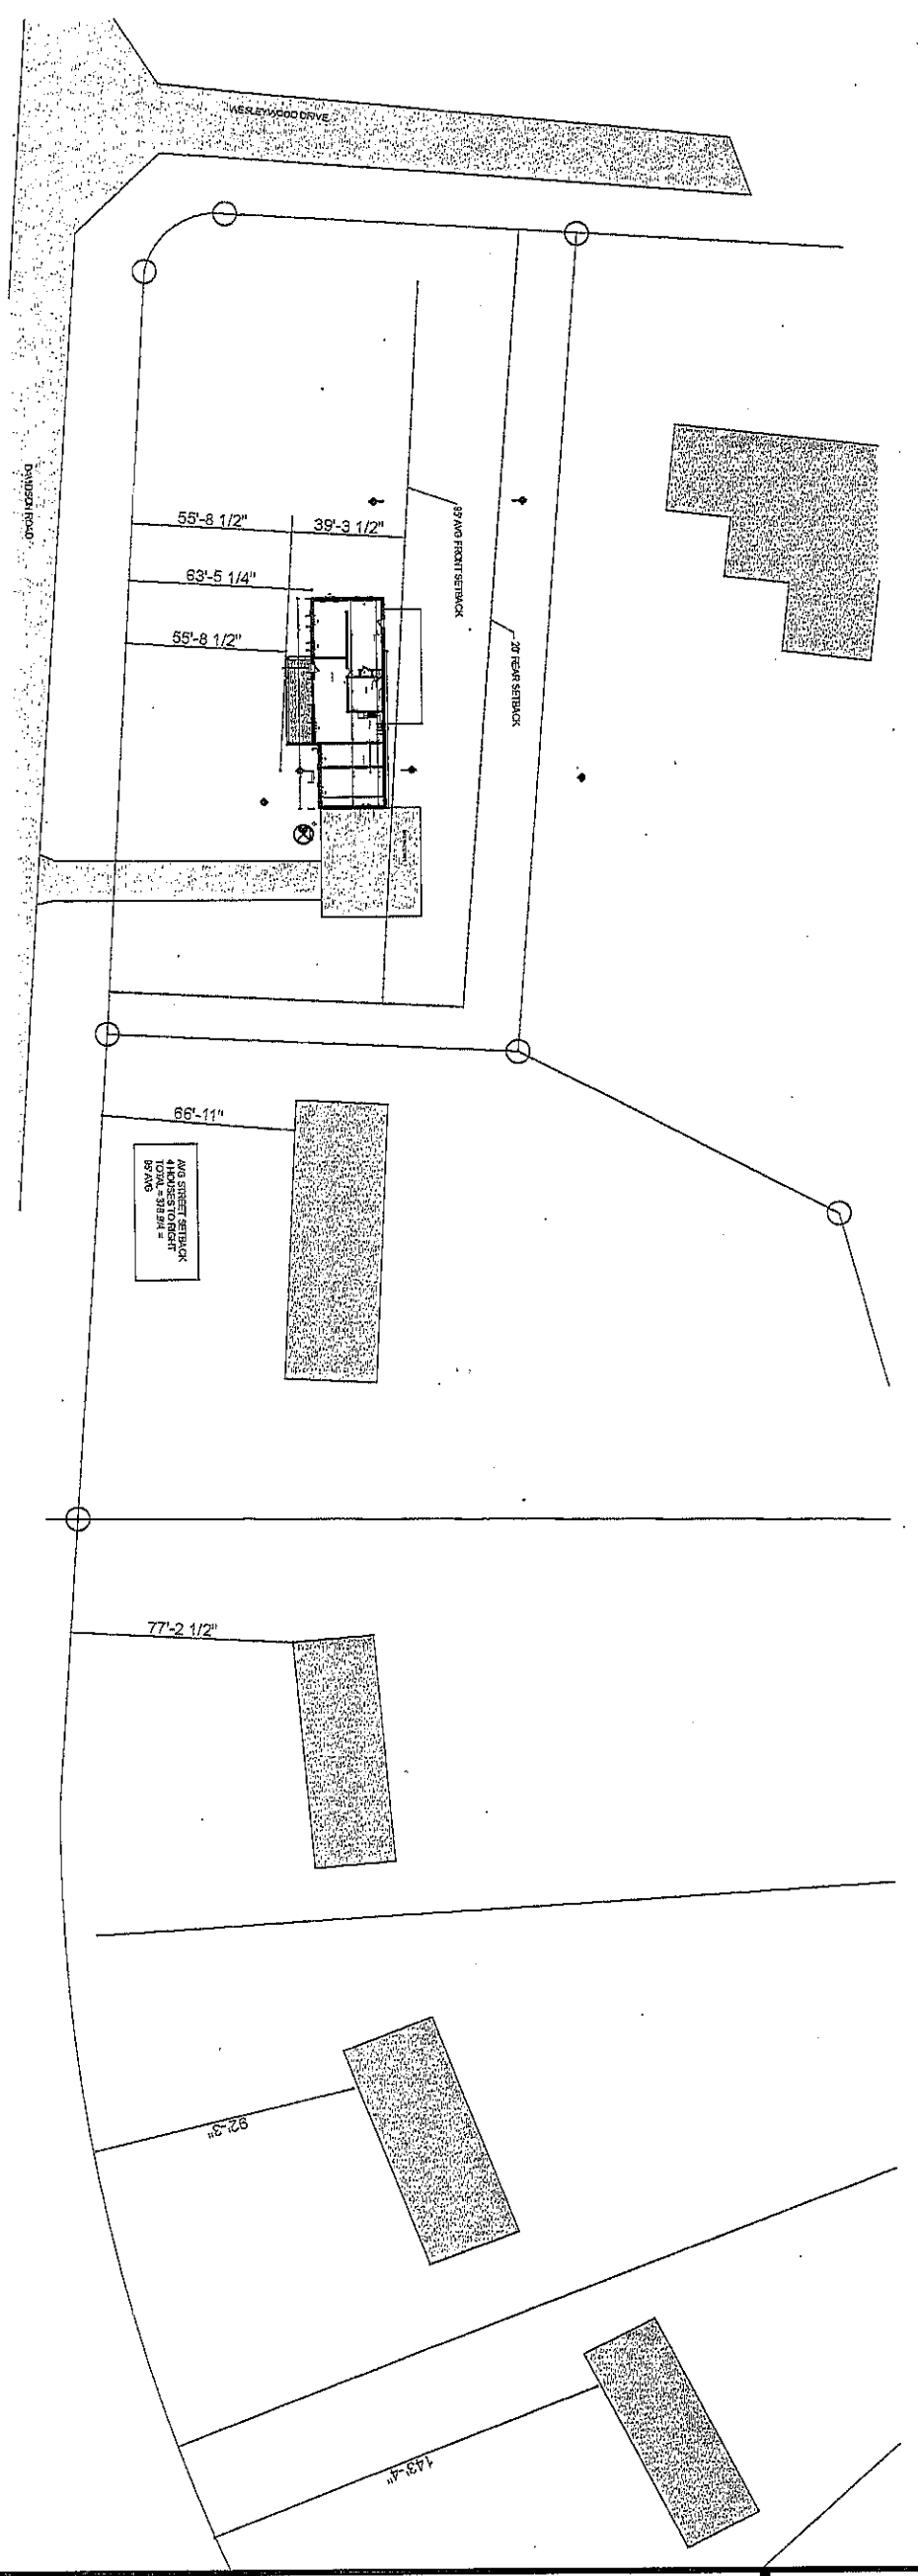 WESLEYWOOD DRIVE
DAVIDSON ROAD
55'-8 1/2"
39'-3 1/2"
95' AVG FRONT SETBACK
63'-5 1/4"
55'-8 1/2"
20' REAR SETBACK
66'-11"
AVG STREET SETBACK
4 HOUSES TO RIGHT
TOTAL =
95' AVG
77'-2 1/2"
92'-3"
143'-4"